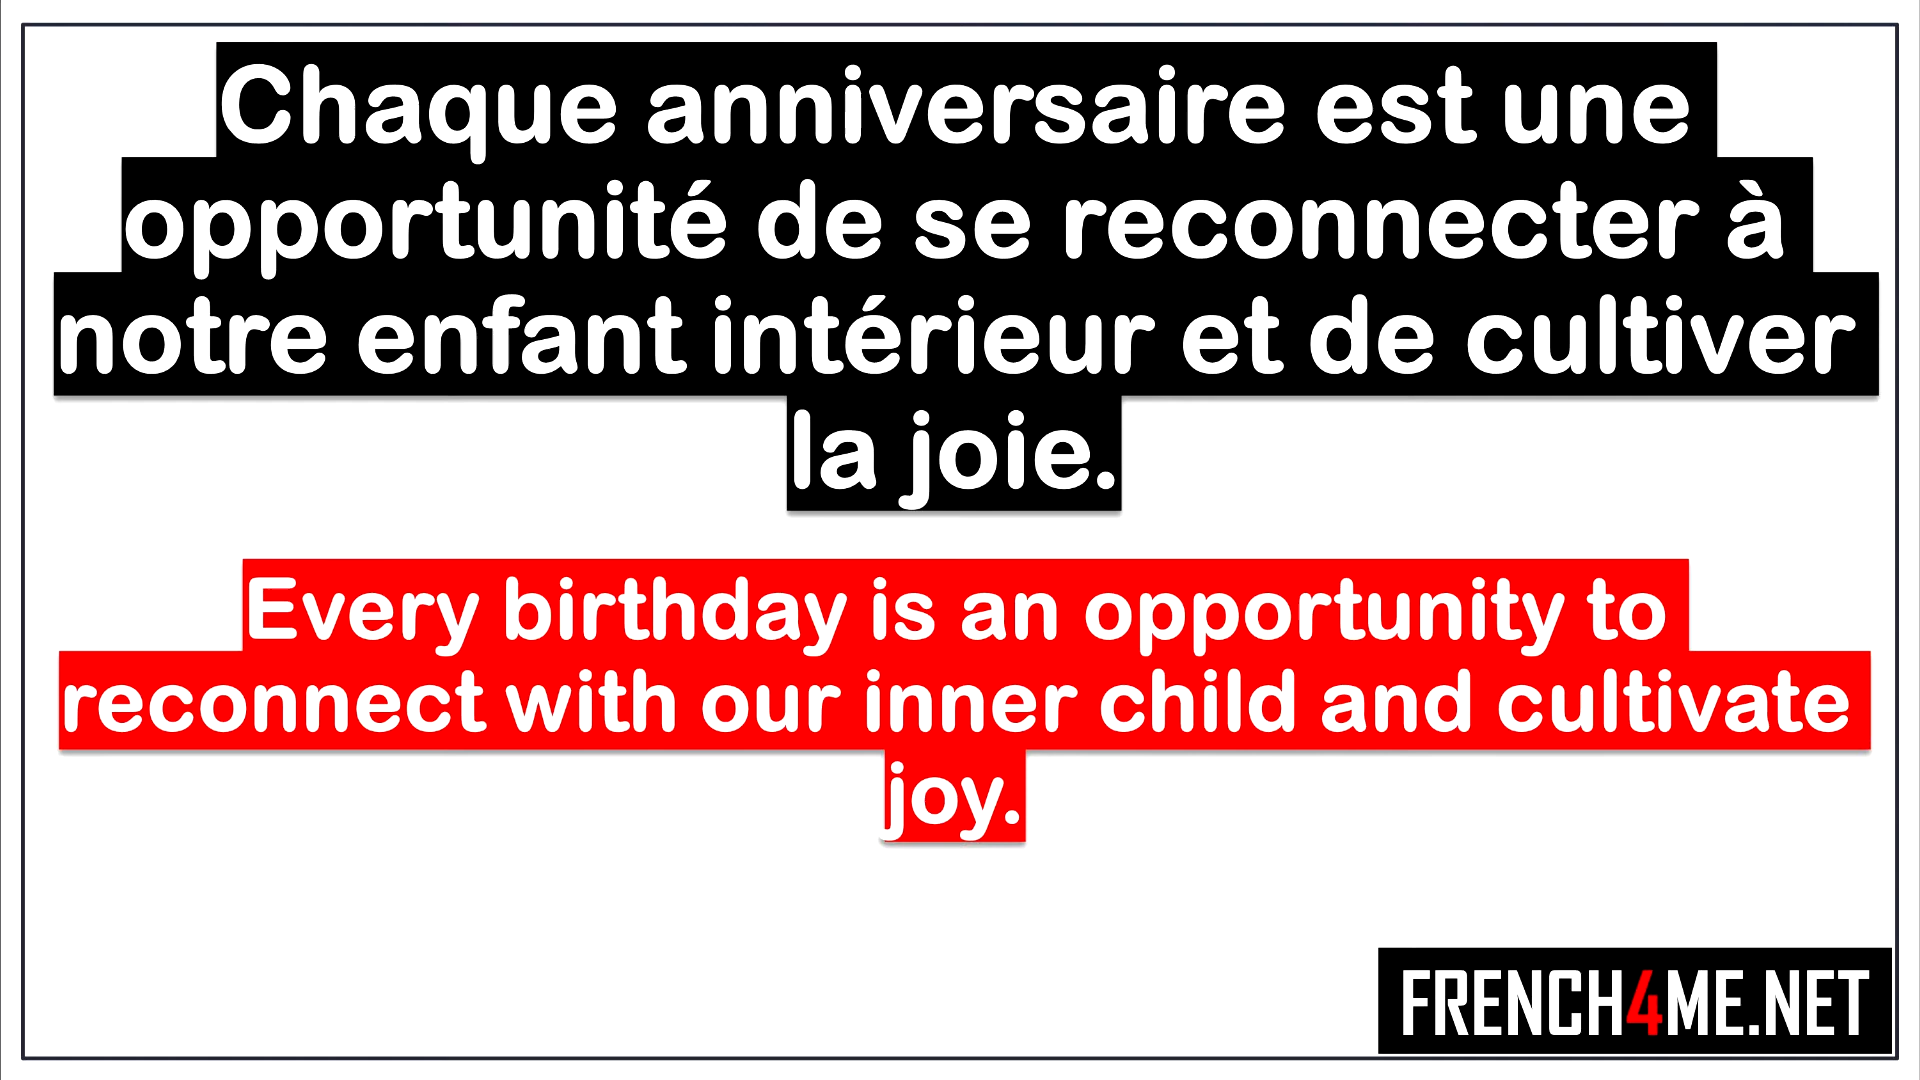 Chaque anniversaire est une
opportunité de se reconnecter à
notre enfant intérieur et de cultiver
la joie.
Every birthday is an opportunity to
reconnect with our inner child and cultivate
joy.
FRENCH4ME.NET